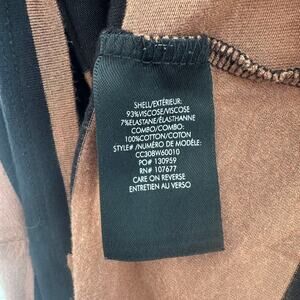 SHELL/EXTÉRIEUR:
93%VISCOSE/VISCOSE
7%ELASTANE/ÉLASTHANNE
COMBO/COMBO:
100%COTTON/COTON
STYLE# /NUMÉRO DE MODÈLE:
CC308W60010
PO# 130959
RN# 107677
CARE ON REVERSE
ENTRETIEN AU VERSO